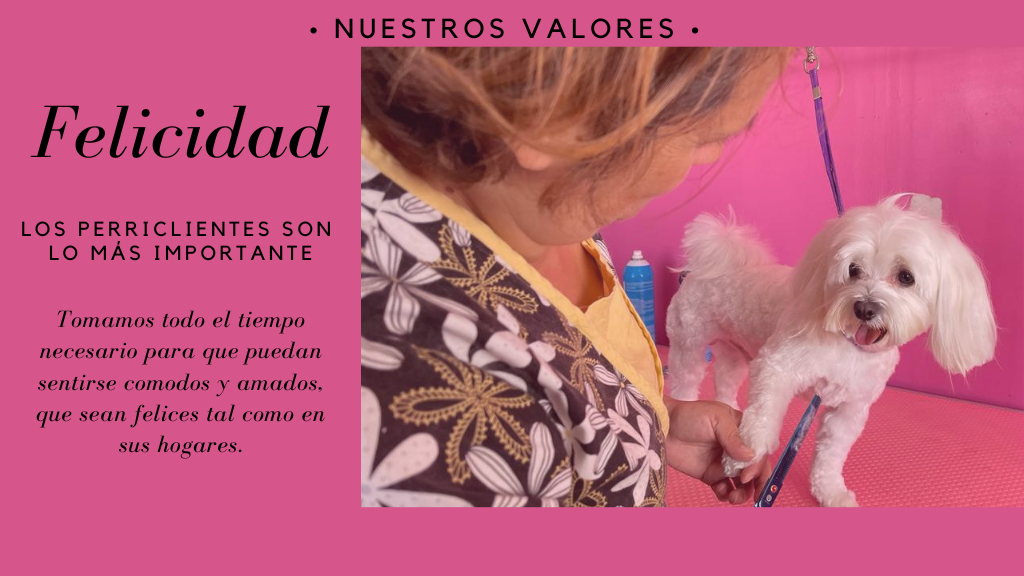 • NUESTROS VALORES •
Felicidad
LOS PERRICLIENTES SON
LO MÁS IMPORTANTE
Tomamos todo el tiempo
necesario para que puedan
sentirse comodos y amados,
que sean felices tal como en
sus hogares.